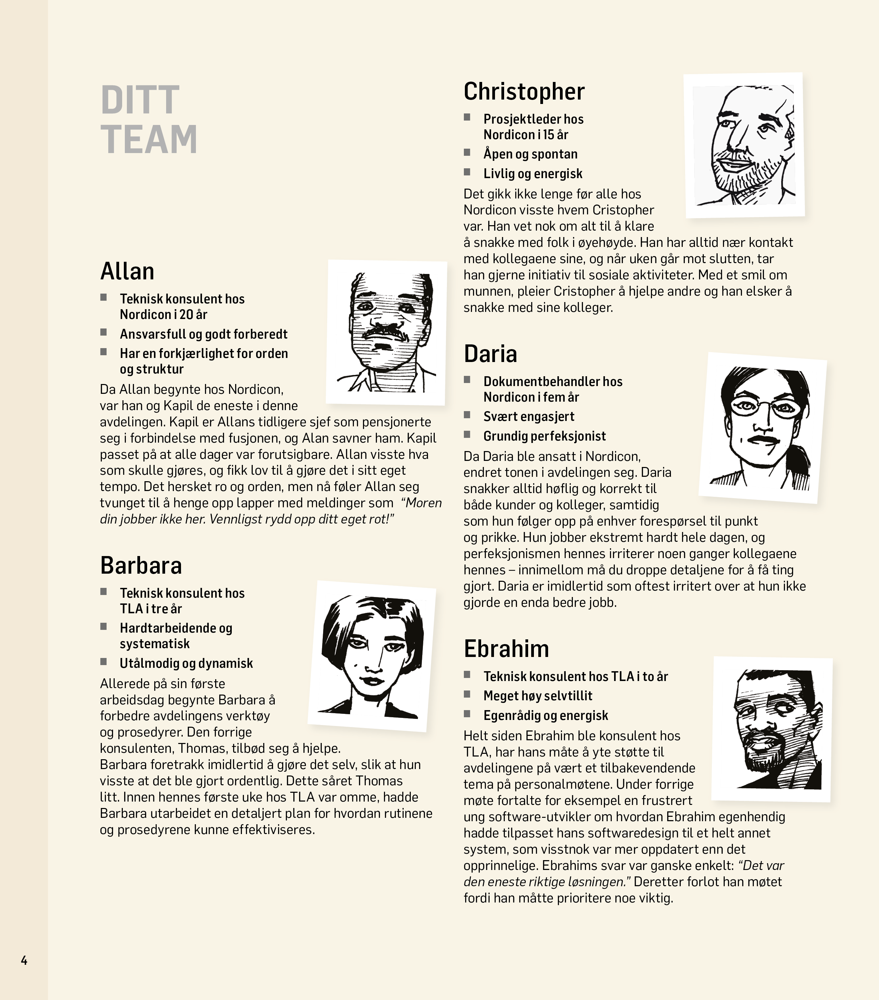 DITT
TEAM
Allan
■ Teknisk konsulent hos
Nordicon i 20 år
■ Ansvarsfull og godt forberedt
■ Har en forkjærlighet for orden
og struktur
Da Allan begynte hos Nordicon,
var han og Kapil de eneste i denne
avdelingen. Kapil er Allans tidligere sjef som pensjonerte
seg i forbindelse med fusjonen, og Alan savner ham. Kapil
passet på at alle dager var forutsigbare. Allan visste hva
som skulle gjøres, og fikk lov til å gjøre det i sitt eget
tempo. Det hersket ro og orden, men nå føler Allan seg
tvunget til å henge opp lapper med meldinger som “Moren
din jobber ikke her. Vennligst rydd opp ditt eget rot!”
Barbara
■ Teknisk konsulent hos
TLA i tre år
■ Hardtarbeidende og
systematisk
■ Utålmodig og dynamisk
Allerede på sin første
arbeidsdag begynte Barbara å
forbedre avdelingens verktøy
og prosedyrer. Den forrige
konsulenten, Thomas, tilbød seg å hjelpe.
Barbara foretrakk imidlertid å gjøre det selv, slik at hun
visste at det ble gjort ordentlig. Dette såret Thomas
litt. Innen hennes første uke hos TLA var omme, hadde
Barbara utarbeidet en detaljert plan for hvordan rutinene
og prosedyrene kunne effektiviseres.
Christopher
■ Prosjektleder hos
Nordicon i 15 år
■ Åpen og spontan
■ Livlig og energisk
Det gikk ikke lenge før alle hos
Nordicon visste hvem Cristopher
var. Han vet nok om alt til å klare
å snakke med folk i øyehøyde. Han har alltid nær kontakt
med kollegaene sine, og når uken går mot slutten, tar
han gjerne initiativ til sosiale aktiviteter. Med et smil om
munnen, pleier Cristopher å hjelpe andre og han elsker å
snakke med sine kolleger.
Daria
■ Dokumentbehandler hos
Nordicon i fem år
■ Svært engasjert
■ Grundig perfeksjonist
Da Daria ble ansatt i Nordicon,
endret tonen i avdelingen seg. Daria
snakker alltid høflig og korrekt til
både kunder og kolleger, samtidig
som hun følger opp på enhver forespørsel til punkt
og prikke. Hun jobber ekstremt hardt hele dagen, og
perfeksjonismen hennes irriterer noen ganger kollegaene
hennes – innimellom må du droppe detaljene for å få ting
gjort. Daria er imidlertid som oftest irritert over at hun ikke
gjorde en enda bedre jobb.
Ebrahim
■ Teknisk konsulent hos TLA i to år
■ Meget høy selvtillit
■ Egenrådig og energisk
Helt siden Ebrahim ble konsulent hos
TLA, har hans måte å yte støtte til
avdelingene på vært et tilbakevendende
tema på personalmøtene. Under forrige
møte fortalte for eksempel en frustrert
ung software-utvikler om hvordan Ebrahim egenhendig
hadde tilpasset hans softwaredesign til et helt annet
system, som visstnok var mer oppdatert enn det
opprinnelige. Ebrahims svar var ganske enkelt: “Det var
den eneste riktige løsningen.” Deretter forlot han møtet
fordi han måtte prioritere noe viktig.
4